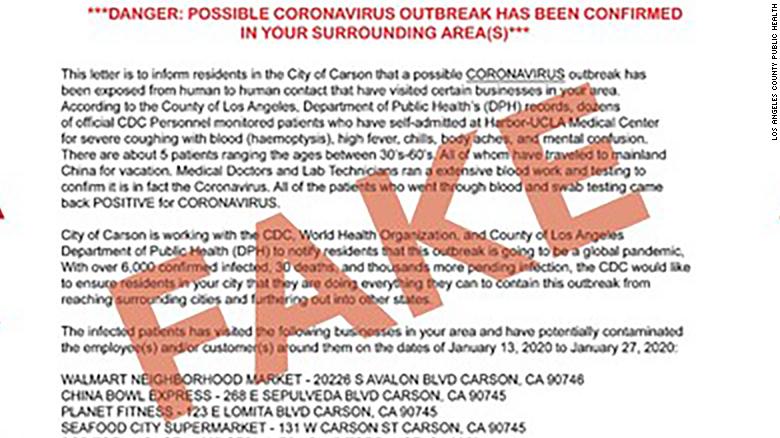 ***DANGER: POSSIBLE CORONAVIRUS OUTBREAK HAS BEEN CONFIRMED
IN YOUR SURROUNDING AREA(S)***
This letter is to inform residents in the City of Carson that a possible CORONAVIRUS outbreak has
been exposed from human to human contact that have visited certain businesses in your area.
According to the County of Los Angeles, Department of Public Health's (DPH) records, dozens
of official CDC Personnel monitored patients who have self-admitted at Harbor-UCLA Medical Center
for severe coughing with blood (haemoptysis), high fever, chills, body aches, and mental confusion.
There are about 5 patients ranging the ages between 30's-60's. All of whom have traveled to mainland
China for vacation. Medical Doctors and Lab Technicians ran a extensive blood work and testing to
confirm it is in fact the Coronavirus. All of the patients who went through blood and swab testing came
back POSITIVE for CORONAVIRUS.
City of Carson is working with the CDC, World Health Organization, and County of Los Angeles
Department of Public Health (DPH) to notify residents that this outbreak is going to be a global pandemic,
With over 6,000 confirmed infected, 30 deaths, and thousands more pending infection, the CDC would like
to ensure residents in your city that they are doing everything they can to contain this outbreak from
reaching surrounding cities and furthering out into other states.
The infected patients has visited the following businesses in your area and have potentially contaminated
the employee(s) and/or customer(s) around them on the dates of January 13, 2020 to January 27, 2020:
WALMART NEIGHBORHOOD MARKET - 20226 S AVALON BLVD CARSON, CA 90746
CHINA BOWL EXPRESS - 268 E SEPULVEDA BLVD CARSON, CA 90745
PLANET FITNESS - 123 E LOMITA BLVD CARSON, CA 90745
SEAFOOD CITY SUPERMARKET - 131 W CARSON ST CARSON, CA 90745
FAKE
LOS ANGELES COUNTY PUBLIC HEALTH